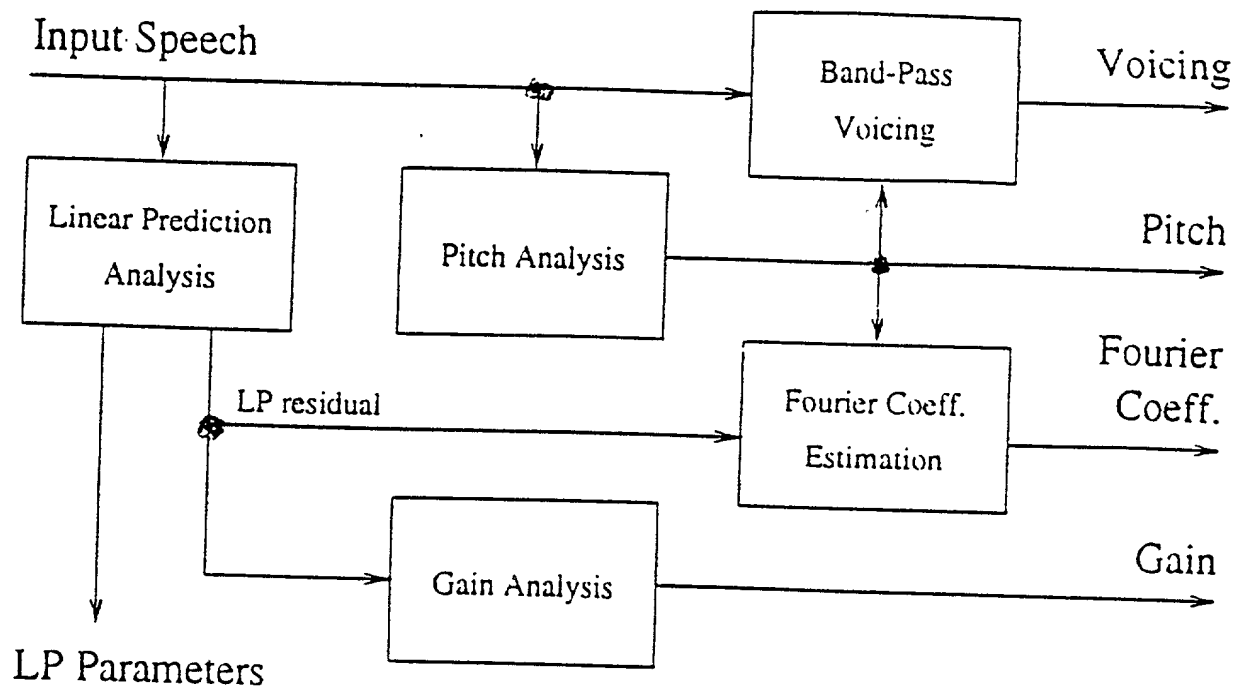 Input Speech
Band-Pass
Voicing
Voicing
Linear Prediction
Analysis
Pitch Analysis
Pitch
LP residual
Fourier Coeff.
Estimation
Fourier
Coeff.
Gain Analysis
Gain
LP Parameters